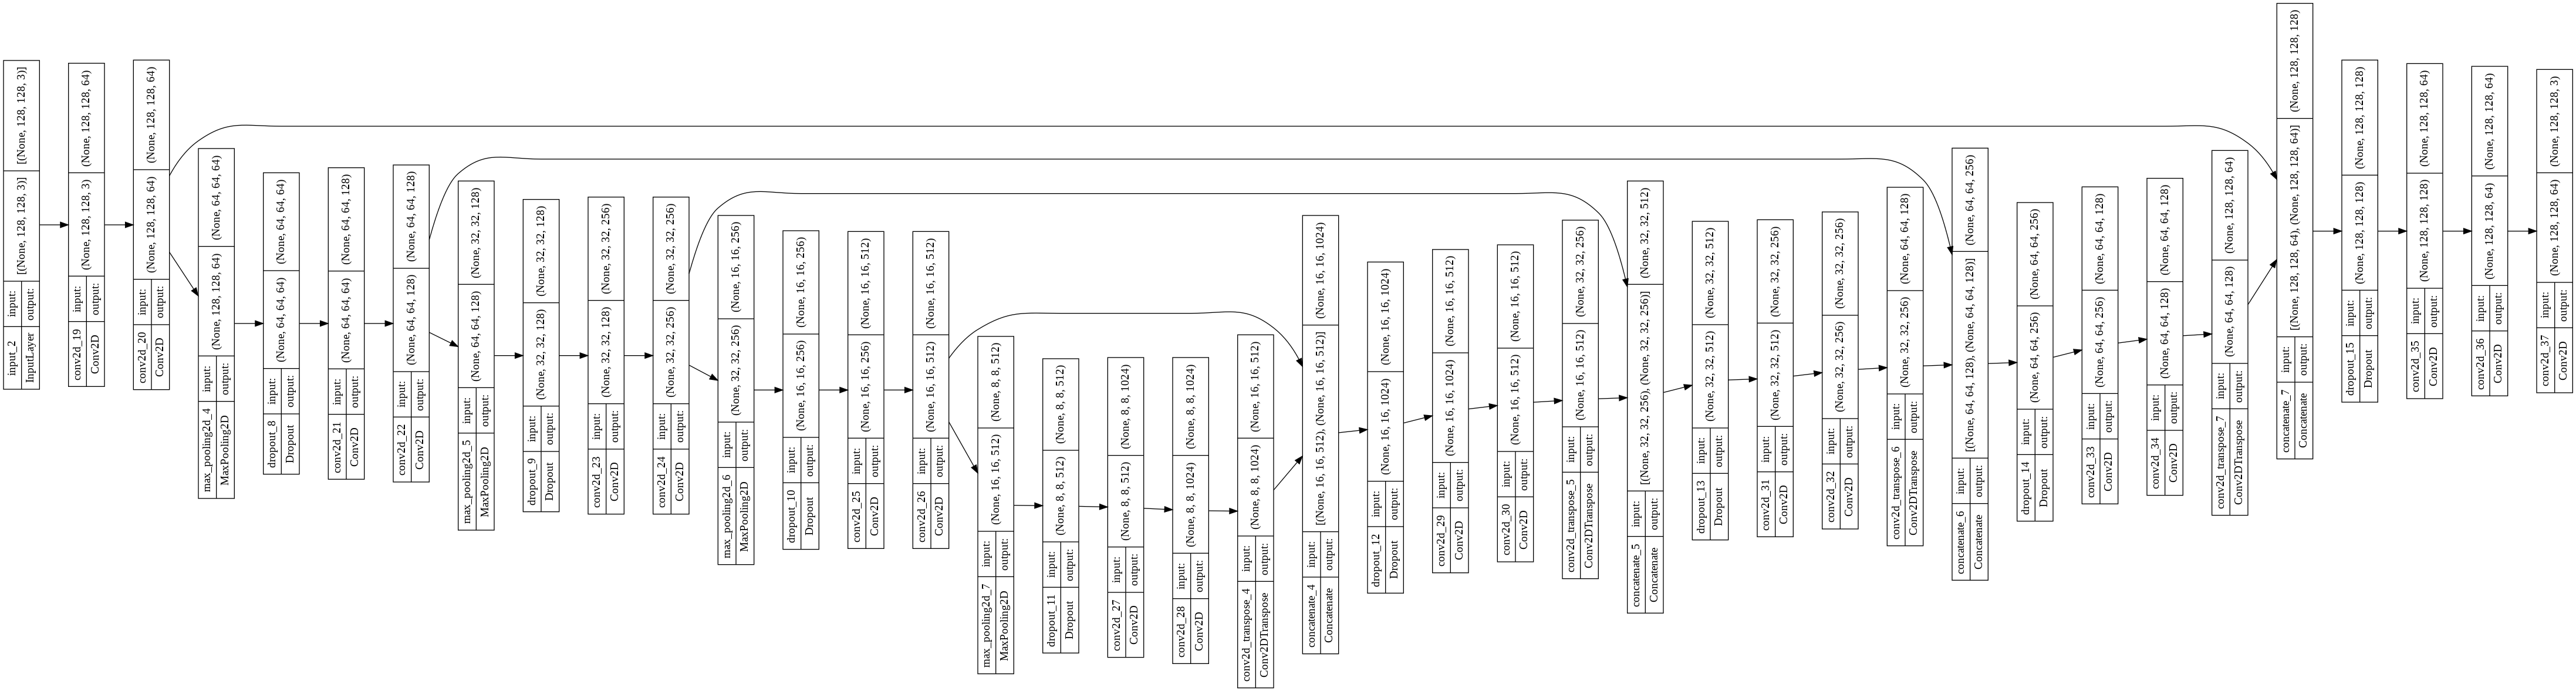 input_2 input: [(None, 128, 128, 3)] [(None, 128, 128, 3)]
InputLayer output:
conv2d_19 input: (None, 128, 128, 3) (None, 128, 128, 64)
Conv2D output:
conv2d_20 input: (None, 128, 128, 64) (None, 128, 128, 64)
Conv2D output:
max_pooling2d_4 input: (None, 128, 128, 64) (None, 64, 64, 64)
MaxPooling2D output:
dropout_8 input: (None, 64, 64, 64) (None, 64, 64, 64)
Dropout output:
conv2d_21 input: (None, 64, 64, 64) (None, 64, 64, 128)
Conv2D output:
conv2d_22 input: (None, 64, 64, 128) (None, 64, 64, 128)
Conv2D output:
max_pooling2d_5 input: (None, 64, 64, 128) (None, 32, 32, 128)
MaxPooling2D output:
dropout_9 input: (None, 32, 32, 128) (None, 32, 32, 128)
Dropout output:
conv2d_23 input: (None, 32, 32, 128) (None, 32, 32, 256)
Conv2D output:
conv2d_24 input: (None, 32, 32, 256) (None, 32, 32, 256)
Conv2D output:
max_pooling2d_6 input: (None, 32, 32, 256) (None, 16, 16, 256)
MaxPooling2D output:
dropout_10 input: (None, 16, 16, 256) (None, 16, 16, 256)
Dropout output:
conv2d_25 input: (None, 16, 16, 256) (None, 16, 16, 512)
Conv2D output:
conv2d_26 input: (None, 16, 16, 512) (None, 16, 16, 512)
Conv2D output:
max_pooling2d_7 input: (None, 16, 16, 512) (None, 8, 8, 512)
MaxPooling2D output:
dropout_11 input: (None, 8, 8, 512) (None, 8, 8, 512)
Dropout output:
conv2d_27 input: (None, 8, 8, 512) (None, 8, 8, 1024)
Conv2D output:
conv2d_28 input: (None, 8, 8, 1024) (None, 8, 8, 1024)
Conv2D output:
conv2d_transpose_4 input: (None, 8, 8, 1024) (None, 16, 16, 512)
Conv2DTranspose output:
concatenate_4 input: [(None, 16, 16, 512), (None, 16, 16, 512)] (None, 16, 16, 1024)
Concatenate output:
dropout_12 input: (None, 16, 16, 1024) (None, 16, 16, 1024)
Dropout output:
conv2d_29 input: (None, 16, 16, 1024) (None, 16, 16, 512)
Conv2D output:
conv2d_30 input: (None, 16, 16, 512) (None, 16, 16, 512)
Conv2D output:
conv2d_transpose_5 input: (None, 16, 16, 512) (None, 32, 32, 256)
Conv2DTranspose output:
concatenate_5 input: [(None, 32, 32, 256), (None, 32, 32, 256)] (None, 32, 32, 512)
Concatenate output:
dropout_13 input: (None, 32, 32, 512) (None, 32, 32, 512)
Dropout output:
conv2d_31 input: (None, 32, 32, 512) (None, 32, 32, 256)
Conv2D output:
conv2d_32 input: (None, 32, 32, 256) (None, 32, 32, 256)
Conv2D output:
conv2d_transpose_6 input: (None, 32, 32, 256) (None, 64, 64, 128)
Conv2DTranspose output:
concatenate_6 input: [(None, 64, 64, 128), (None, 64, 64, 128)] (None, 64, 64, 256)
Concatenate output:
dropout_14 input: (None, 64, 64, 256) (None, 64, 64, 256)
Dropout output:
conv2d_33 input: (None, 64, 64, 256) (None, 64, 64, 128)
Conv2D output:
conv2d_34 input: (None, 64, 64, 128) (None, 64, 64, 128)
Conv2D output:
conv2d_transpose_7 input: (None, 64, 64, 128) (None, 128, 128, 64)
Conv2DTranspose output:
concatenate_7 input: [(None, 128, 128, 64), (None, 128, 128, 64)] (None, 128, 128, 128)
Concatenate output:
dropout_15 input: (None, 128, 128, 128) (None, 128, 128, 128)
Dropout output:
conv2d_35 input: (None, 128, 128, 128) (None, 128, 128, 64)
Conv2D output:
conv2d_36 input: (None, 128, 128, 64) (None, 128, 128, 64)
Conv2D output:
conv2d_37 input: (None, 128, 128, 64) (None, 128, 128, 3)
Conv2D output: